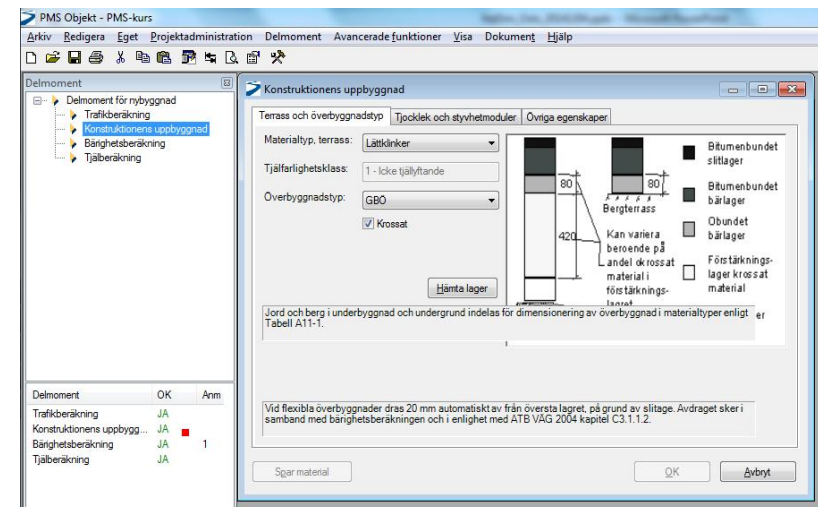 PMS Objekt - PMS-kurs
Arkiv Redigera Eget Projektadministration Delmoment Avancerade funktioner Visa Dokument Hjälp
Delmoment
Delmoment för nybyggnad
Trafikberäkning
Konstruktionens uppbyggnad
Bärighetsberäkning
Tjälberäkning
Konstruktionens uppbyggnad
Terrass och överbyggnadstyp Tjocklek och styvhetmoduler Övriga egenskaper
Materialtyp, terrass: Lättklinker
Tjälfarlighetsklass: 1 - Icke tjällyftande
Överbyggnadstyp: GBÖ
Krossat
Hämta lager
80
80
Bergterrass
420
Kan variera
beroende på
andel okrossat
material i
förstärknings-
lagret
Bitumenbundet
slitlager
Bitumenbundet
bärlager
Obundet
bärlager
Förstärknings-
lager krossat
material
er
Jord och berg i underbyggnad och undergrund indelas för dimensionering av överbyggnad i materialtyper enligt
Tabell A11-1.
Vid flexibla överbyggnader dras 20 mm automatiskt av från översta lagret, på grund av slitage. Avdraget sker i
samband med bärighetsberäkningen och i enlighet med ATB VÄG 2004 kapitel C3.1.1.2.
Spar material OK Avbryt
Delmoment OK Anm
Trafikberäkning JA
Konstruktionens uppbygg... JA
Bärighetsberäkning JA 1
Tjälberäkning JA